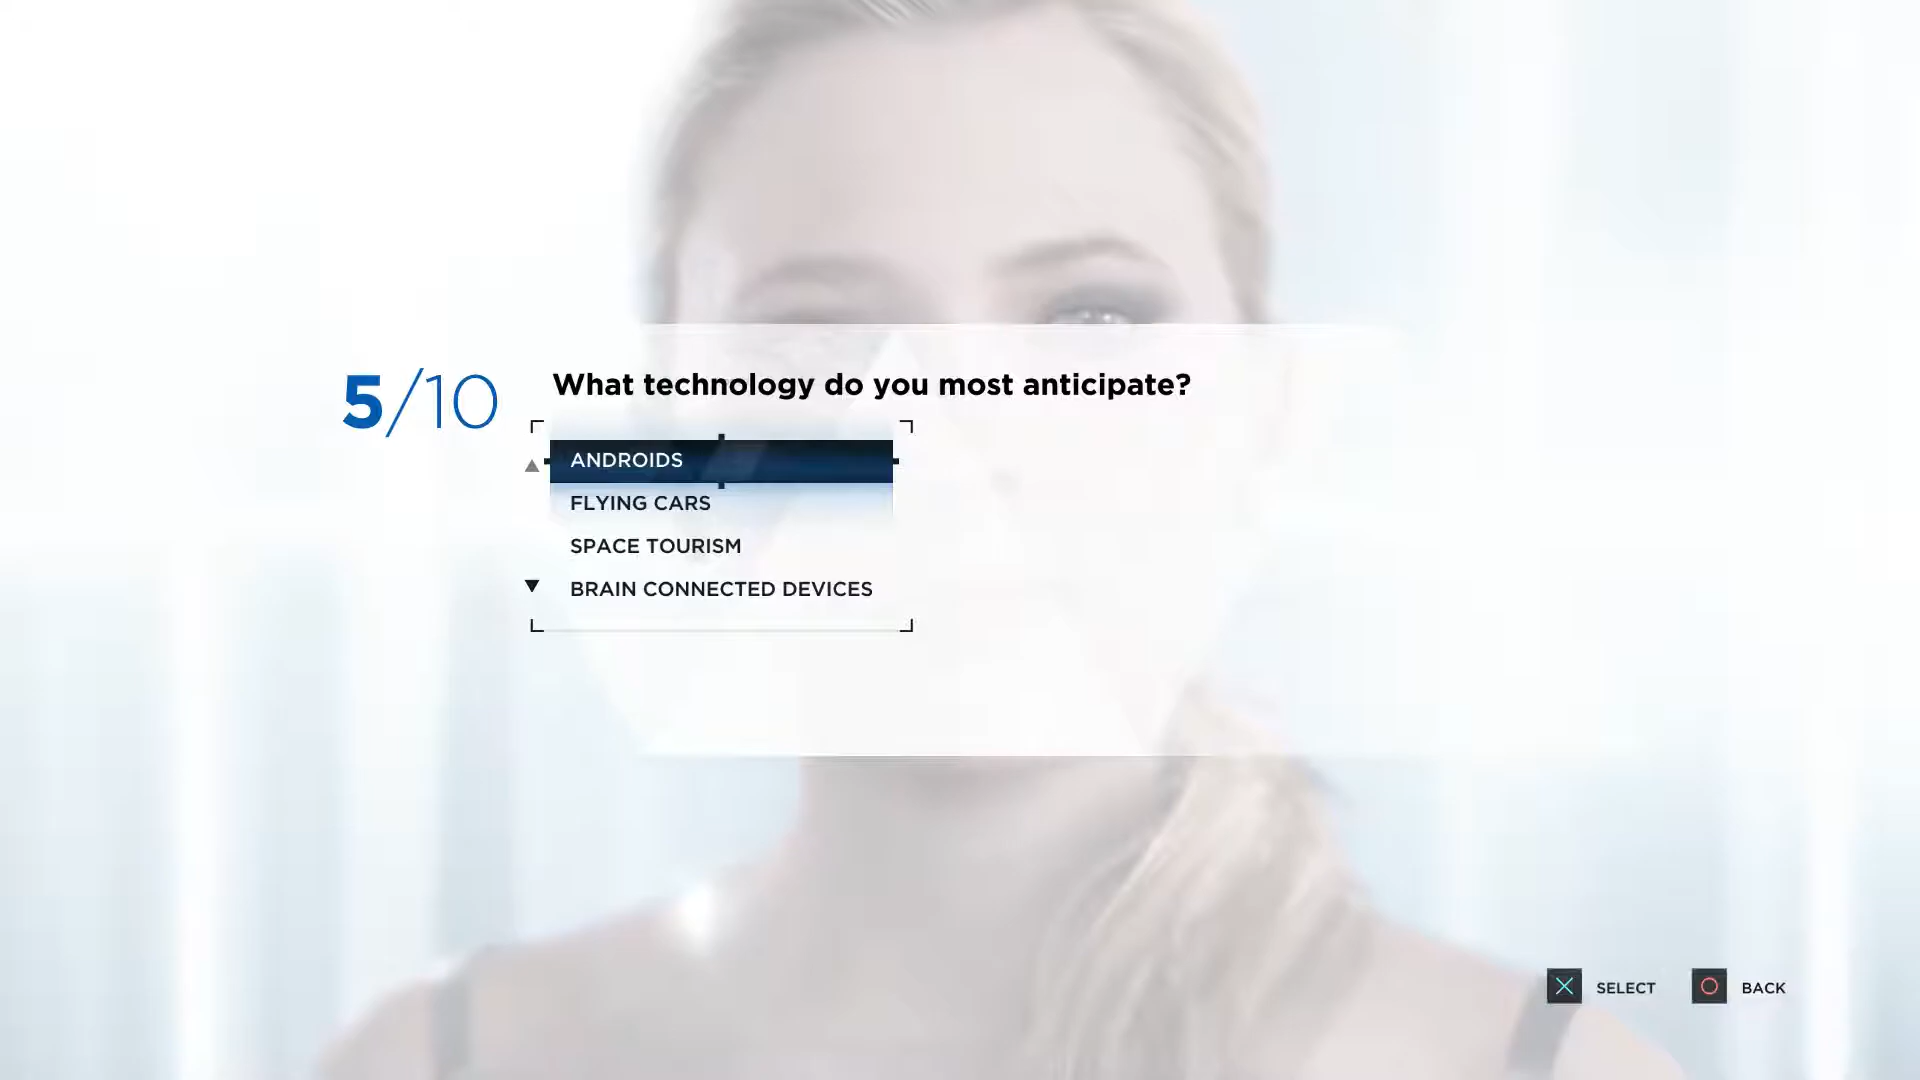 5/10
What technology do you most anticipate?
ANDROIDS
FLYING CARS
SPACE TOURISM
BRAIN CONNECTED DEVICES
SELECT
BACK